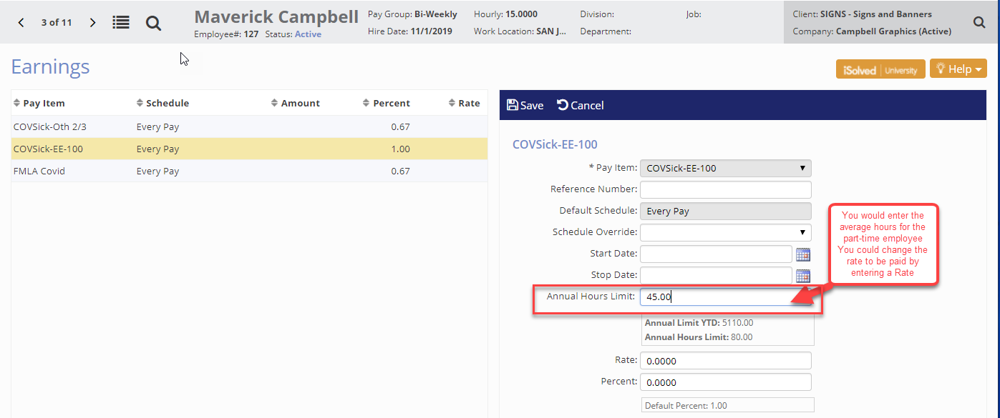 3 of 11
Maverick Campbell
Employee#: 127 Status: Active
Pay Group: Bi-Weekly
Hire Date: 11/1/2019
Hourly: 15.0000
Work Location: SAN J...
Division:
Department:
Job:
Client: SIGNS - Signs and Banners
Company: Campbell Graphics (Active)
Earnings
iSolved University
Help
Pay Item Schedule Amount Percent Rate
COVSick-Oth 2/3 Every Pay 0.67
COVSick-EE-100 Every Pay 1.00
FMLA Covid Every Pay 0.67
Save Cancel
COVSick-EE-100
* Pay Item: COVSick-EE-100
Reference Number:
Default Schedule: Every Pay
Schedule Override:
Start Date:
Stop Date:
Annual Hours Limit: 45.00
Annual Limit YTD: 5110.00
Annual Hours Limit: 80.00
Rate: 0.0000
Percent: 0.0000
Default Percent: 1.00
You would enter the
average hours for the
part-time employee
You could change the
rate to be paid by
entering a Rate